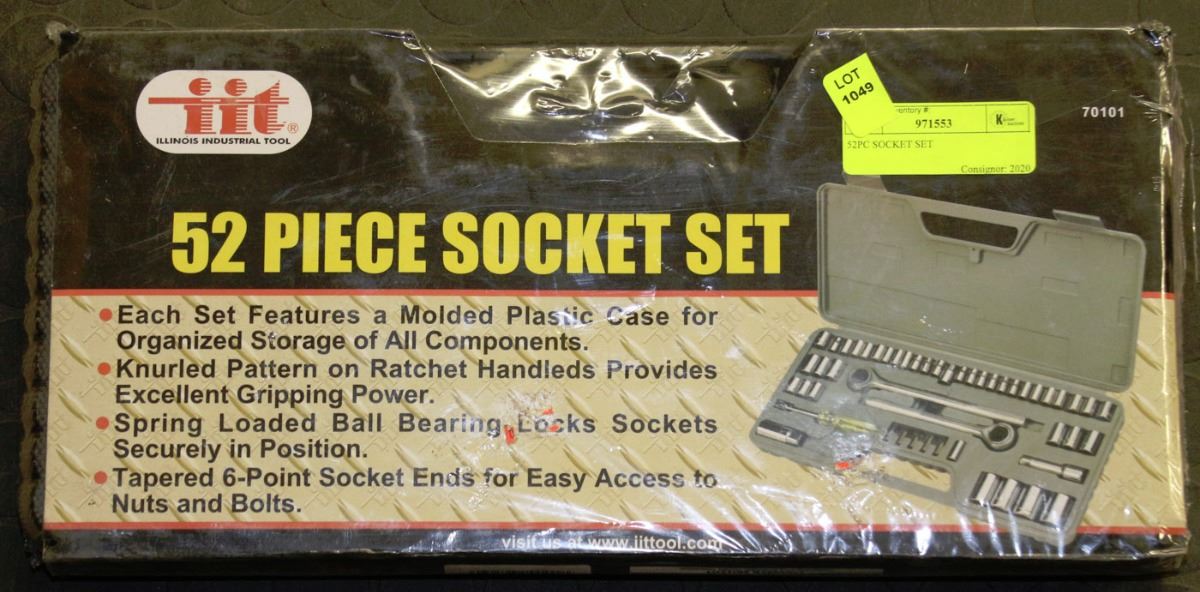 iit®
ILLINOIS INDUSTRIAL TOOL
LOT
1049
entory #
971553
52PC SOCKET SET
Consignor: 2020
70101
52 PIECE SOCKET SET
•Each Set Features a Molded Plastic Case for
Organized Storage of All Components.
•Knurled Pattern on Ratchet Handleds Provides
Excellent Gripping Power.
•Spring Loaded Ball Bearing Locks Sockets
Securely in Position.
•Tapered 6-Point Socket Ends for Easy Access to
Nuts and Bolts.
visit us at www.iittool.com